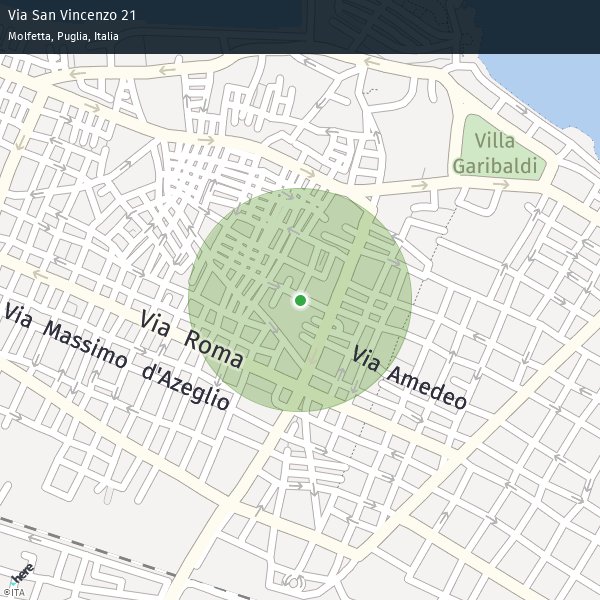 Via San Vincenzo 21
Molfetta, Puglia, Italia
Villa
Garibaldi
Via Roma
Via Massimo d'Azeglio
Via Amedeo
here
©ITA